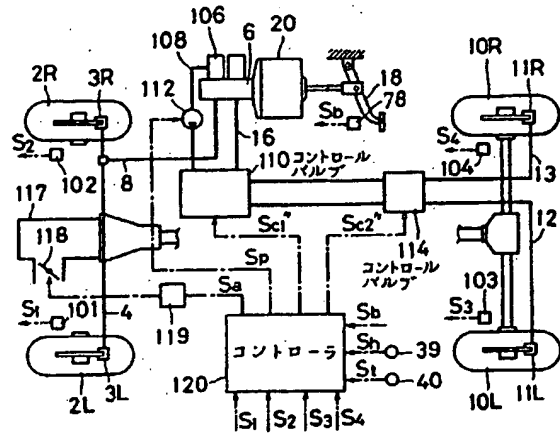 106
20
108
6
2R
3R
10R
11R
112
18
Sb
78
S2
S4
16
110 コントロールバルブ
104
13
102
8
117
12
118
Sc1"
Sc2"
114
コントロールバルブ
Sp
Sa
S1
101
4
119
103
S3
Sb
Sh
39
コントローラ
St
40
120
2L
3L
10L
11L
S1
S2
S3
S4